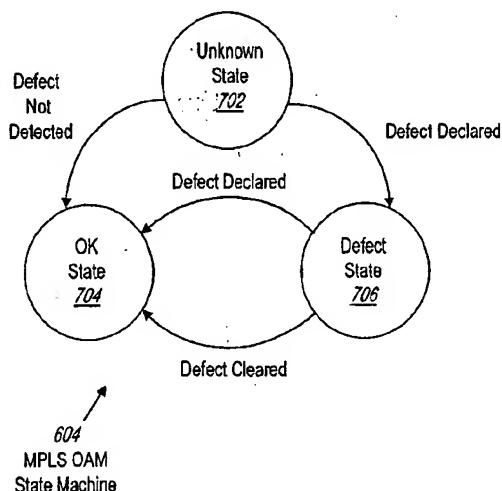 Unknown
State
702
Defect
Not
Detected
Defect Declared
Defect Declared
OK
State
704
Defect
State
706
Defect Cleared
604
MPLS OAM
State Machine